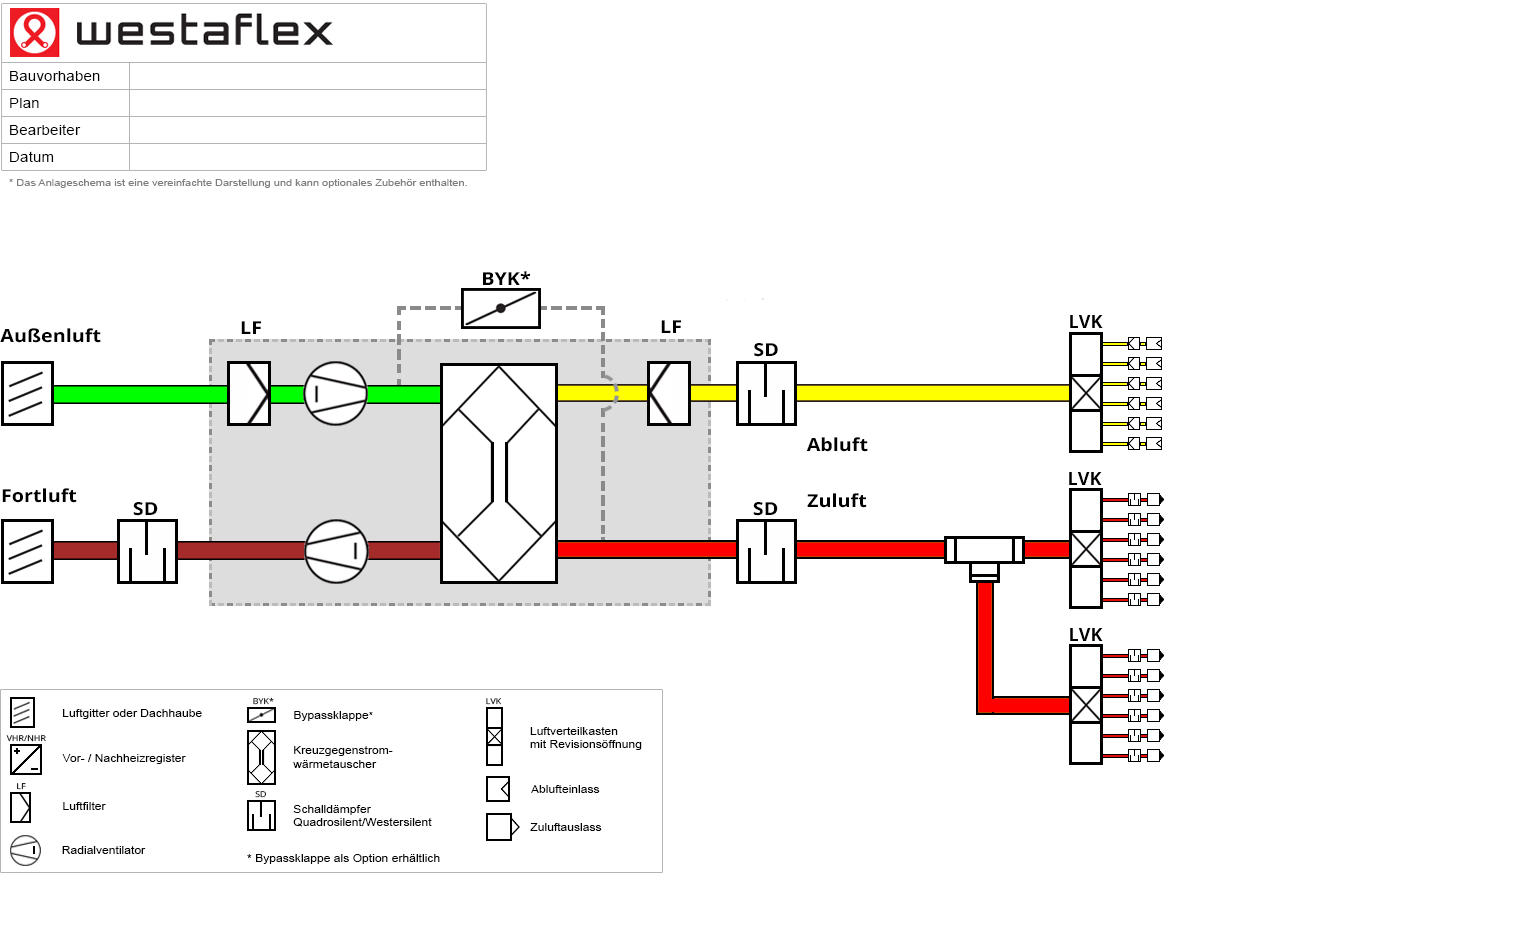 westaflex
Bauvorhaben
Plan
Bearbeiter
Datum
* Das Anlageschema ist eine vereinfachte Darstellung und kann optionales Zubehör enthalten.
BYK*
LF
LF
Außenluft
SD
LVK
Abluft
Fortluft
SD
SD
Zuluft
LVK
LVK
Luftgitter oder Dachhaube
VHR/NHR
Vor- / Nachheizregister
LF
Luftfilter
Radialventilator
BYK*
Bypassklappe*
Kreuzgegenstrom-
wärmetauscher
SD
Schalldämpfer
Quadrosilent/Westersilent
* Bypassklappe als Option erhältlich
LVK
Luftverteilkasten
mit Revisionsöffnung
Ablufteinlass
Zuluftauslass